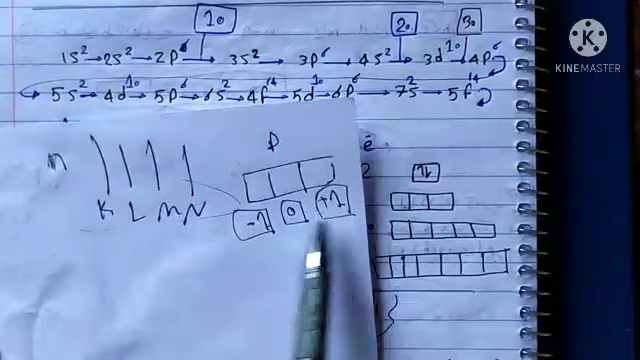 10 20 30
1S² → 2S² → 2P⁶ → 3S² → 3P⁶ → 4S² → 3d¹⁰ → 4P⁶
→ 5S² → 4d¹⁰ → 5P⁶ → 6S² → 4f¹⁴ → 5d¹⁰ → 6P⁶ → 7S² → 5f¹⁴
n
K L M N
P
-1 0 +1
ē
2
KINEMASTER